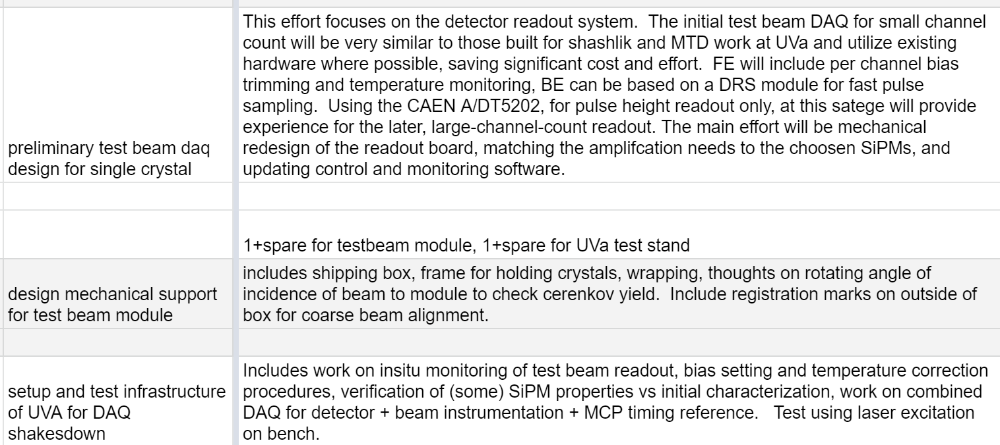 preliminary test beam daq
design for single crystal
This effort focuses on the detector readout system.  The initial test beam DAQ for small channel
count will be very similar to those built for shashlik and MTD work at UVa and utilize existing
hardware where possible, saving significant cost and effort.  FE will include per channel bias
trimming and temperature monitoring, BE can be based on a DRS module for fast pulse
sampling.  Using the CAEN A/DT5202, for pulse height readout only, at this satege will provide
experience for the later, large-channel-count readout. The main effort will be mechanical
redesign of the readout board, matching the amplifcation needs to the choosen SiPMs, and
updating control and monitoring software.
1+spare for testbeam module, 1+spare for UVa test stand
design mechanical support
for test beam module
includes shipping box, frame for holding crystals, wrapping, thoughts on rotating angle of
incidence of beam to module to check cerenkov yield.  Include registration marks on outside of
box for coarse beam alignment.
setup and test infrastructure
of UVA for DAQ
shakesdown
Includes work on insitu monitoring of test beam readout, bias setting and temperature correction
procedures, verification of (some) SiPM properties vs initial characterization, work on combined
DAQ for detector + beam instrumentation + MCP timing reference.   Test using laser excitation
on bench.